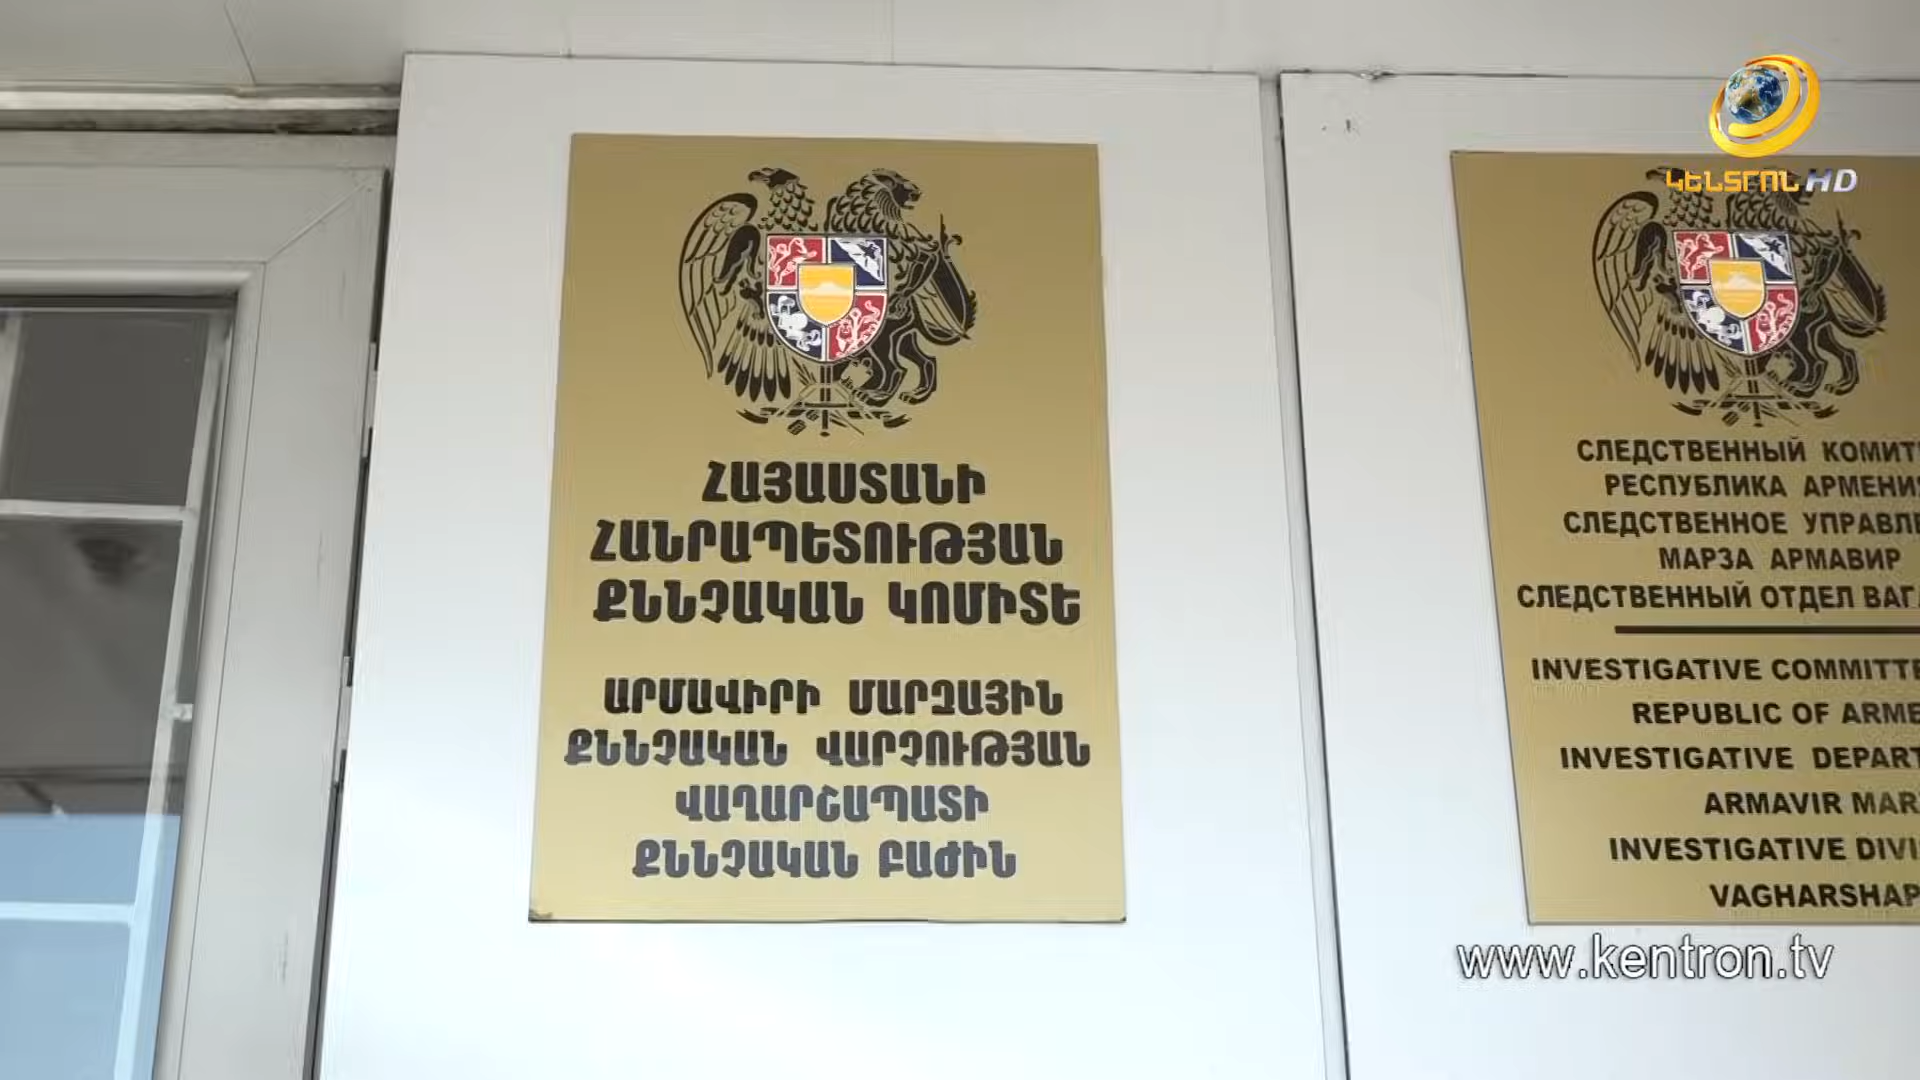 ՀԱՅԱՍՏԱՆԻ
ՀԱՆՐԱՊԵՏՈՒԹՅԱՆ
ՔՆՆՉԱԿԱՆ ԿՈՄԻՏԵ
ԱՐՄԱՎԻՐԻ ՄԱՐԶԱՅԻՆ
ՔՆՆՉԱԿԱՆ ՎԱՐՉՈՒԹՅԱՆ
ՎԱՂԱՐՇԱՊԱՏԻ
ՔՆՆՉԱԿԱՆ ԲԱԺԻՆ
ԿԵՆՏՐՈՆ HD
СЛЕДСТВЕННЫЙ
РЕСПУБЛИКА
СЛЕДСТВЕННОЕ
МАРЗА АРМАВИР
СЛЕДСТВЕННЫЙ ОТДЕЛ
INVESTIGATIVE
REPUBLIC OF
INVESTIGATIVE
ARMAVIR
INVESTIGATIVE
www.kentron.tv